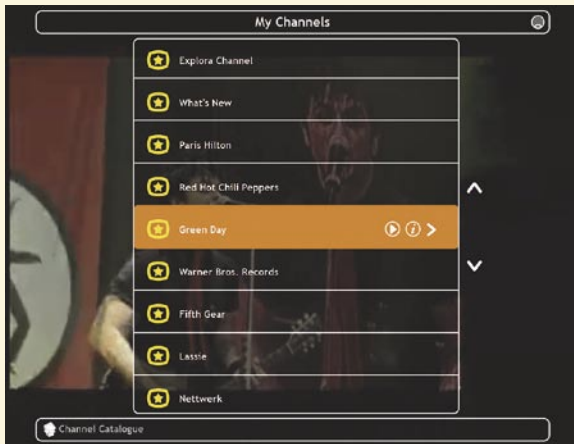 My Channels
Explora Channel
What's New
Paris Hilton
Red Hot Chili Peppers
Green Day
Warner Bros. Records
Fifth Gear
Lassie
Nettwerk
Channel Catalogue